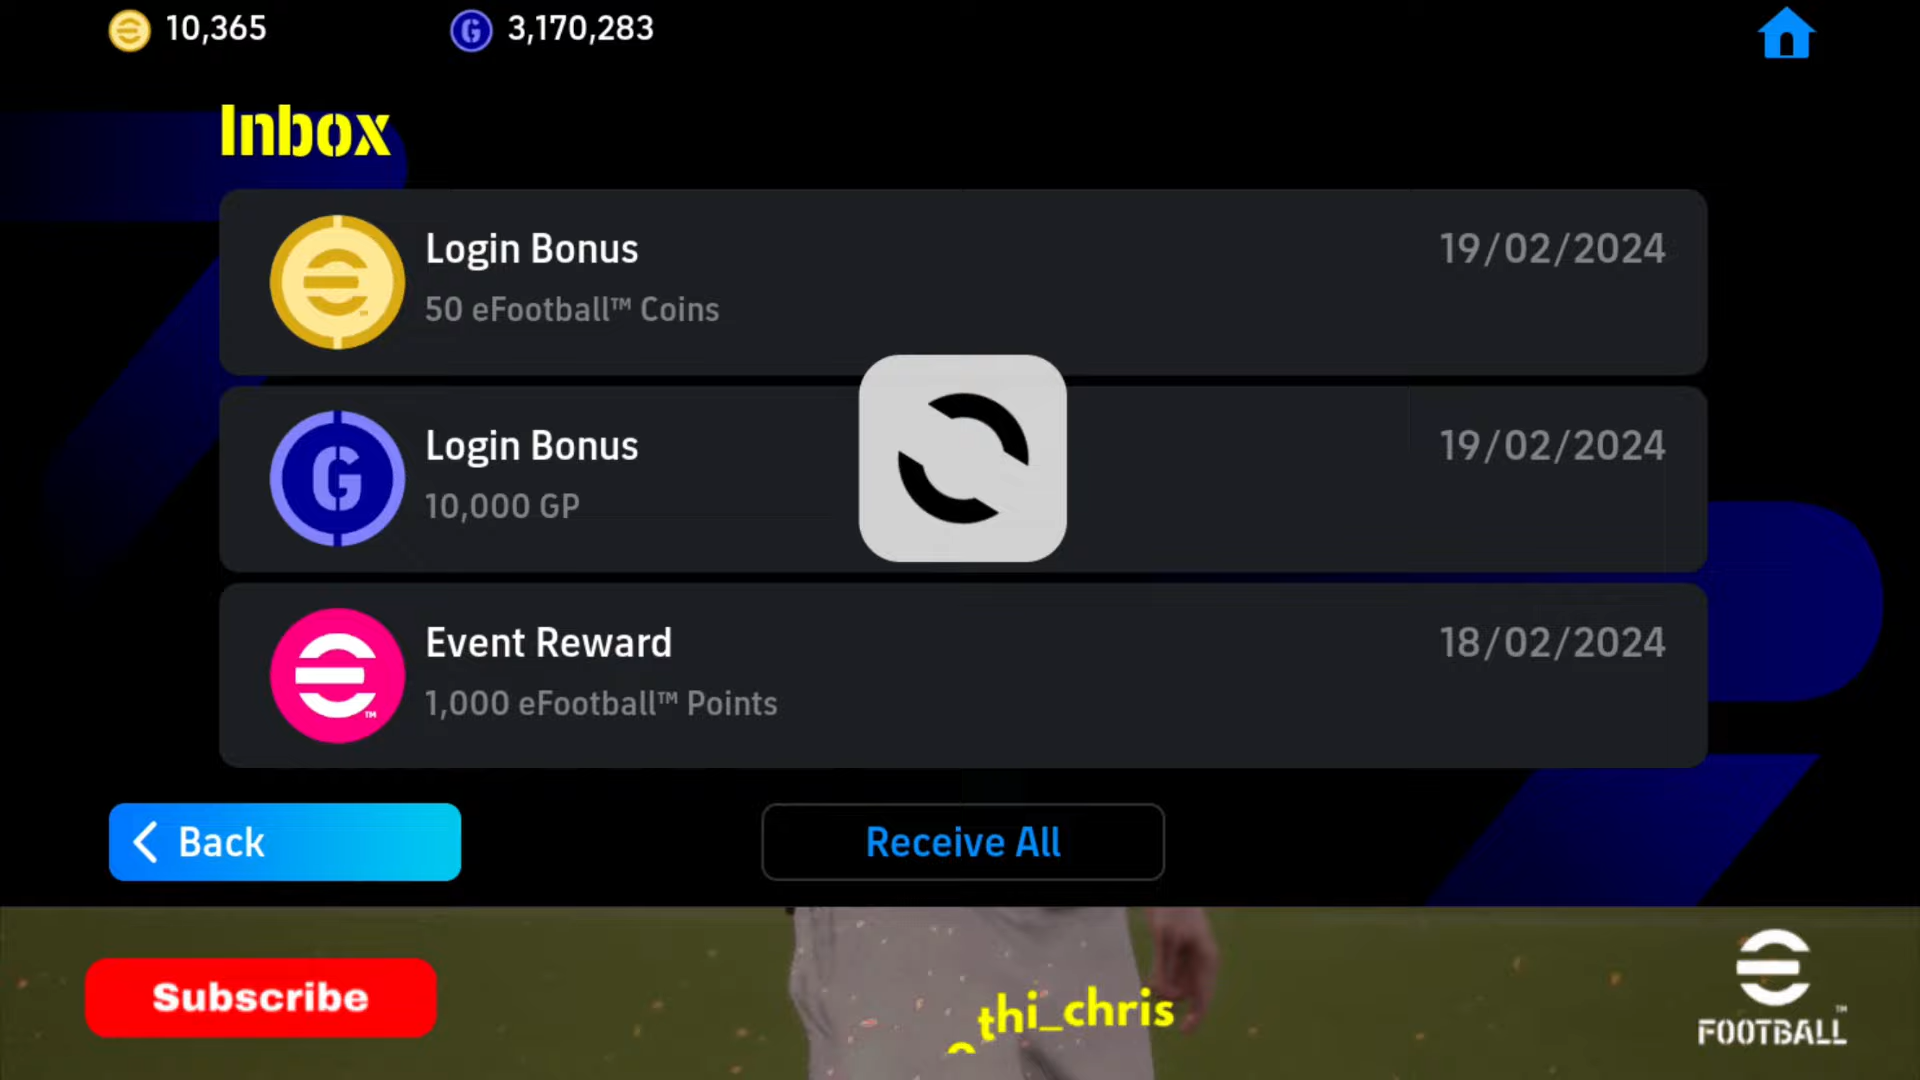 10,365
3,170,283
Inbox
Login Bonus
19/02/2024
50 eFootball™ Coins
Login Bonus
19/02/2024
10,000 GP
Event Reward
18/02/2024
1,000 eFootball™ Points
Back
Receive All
Subscribe
thi_chris
FOOTBALL™